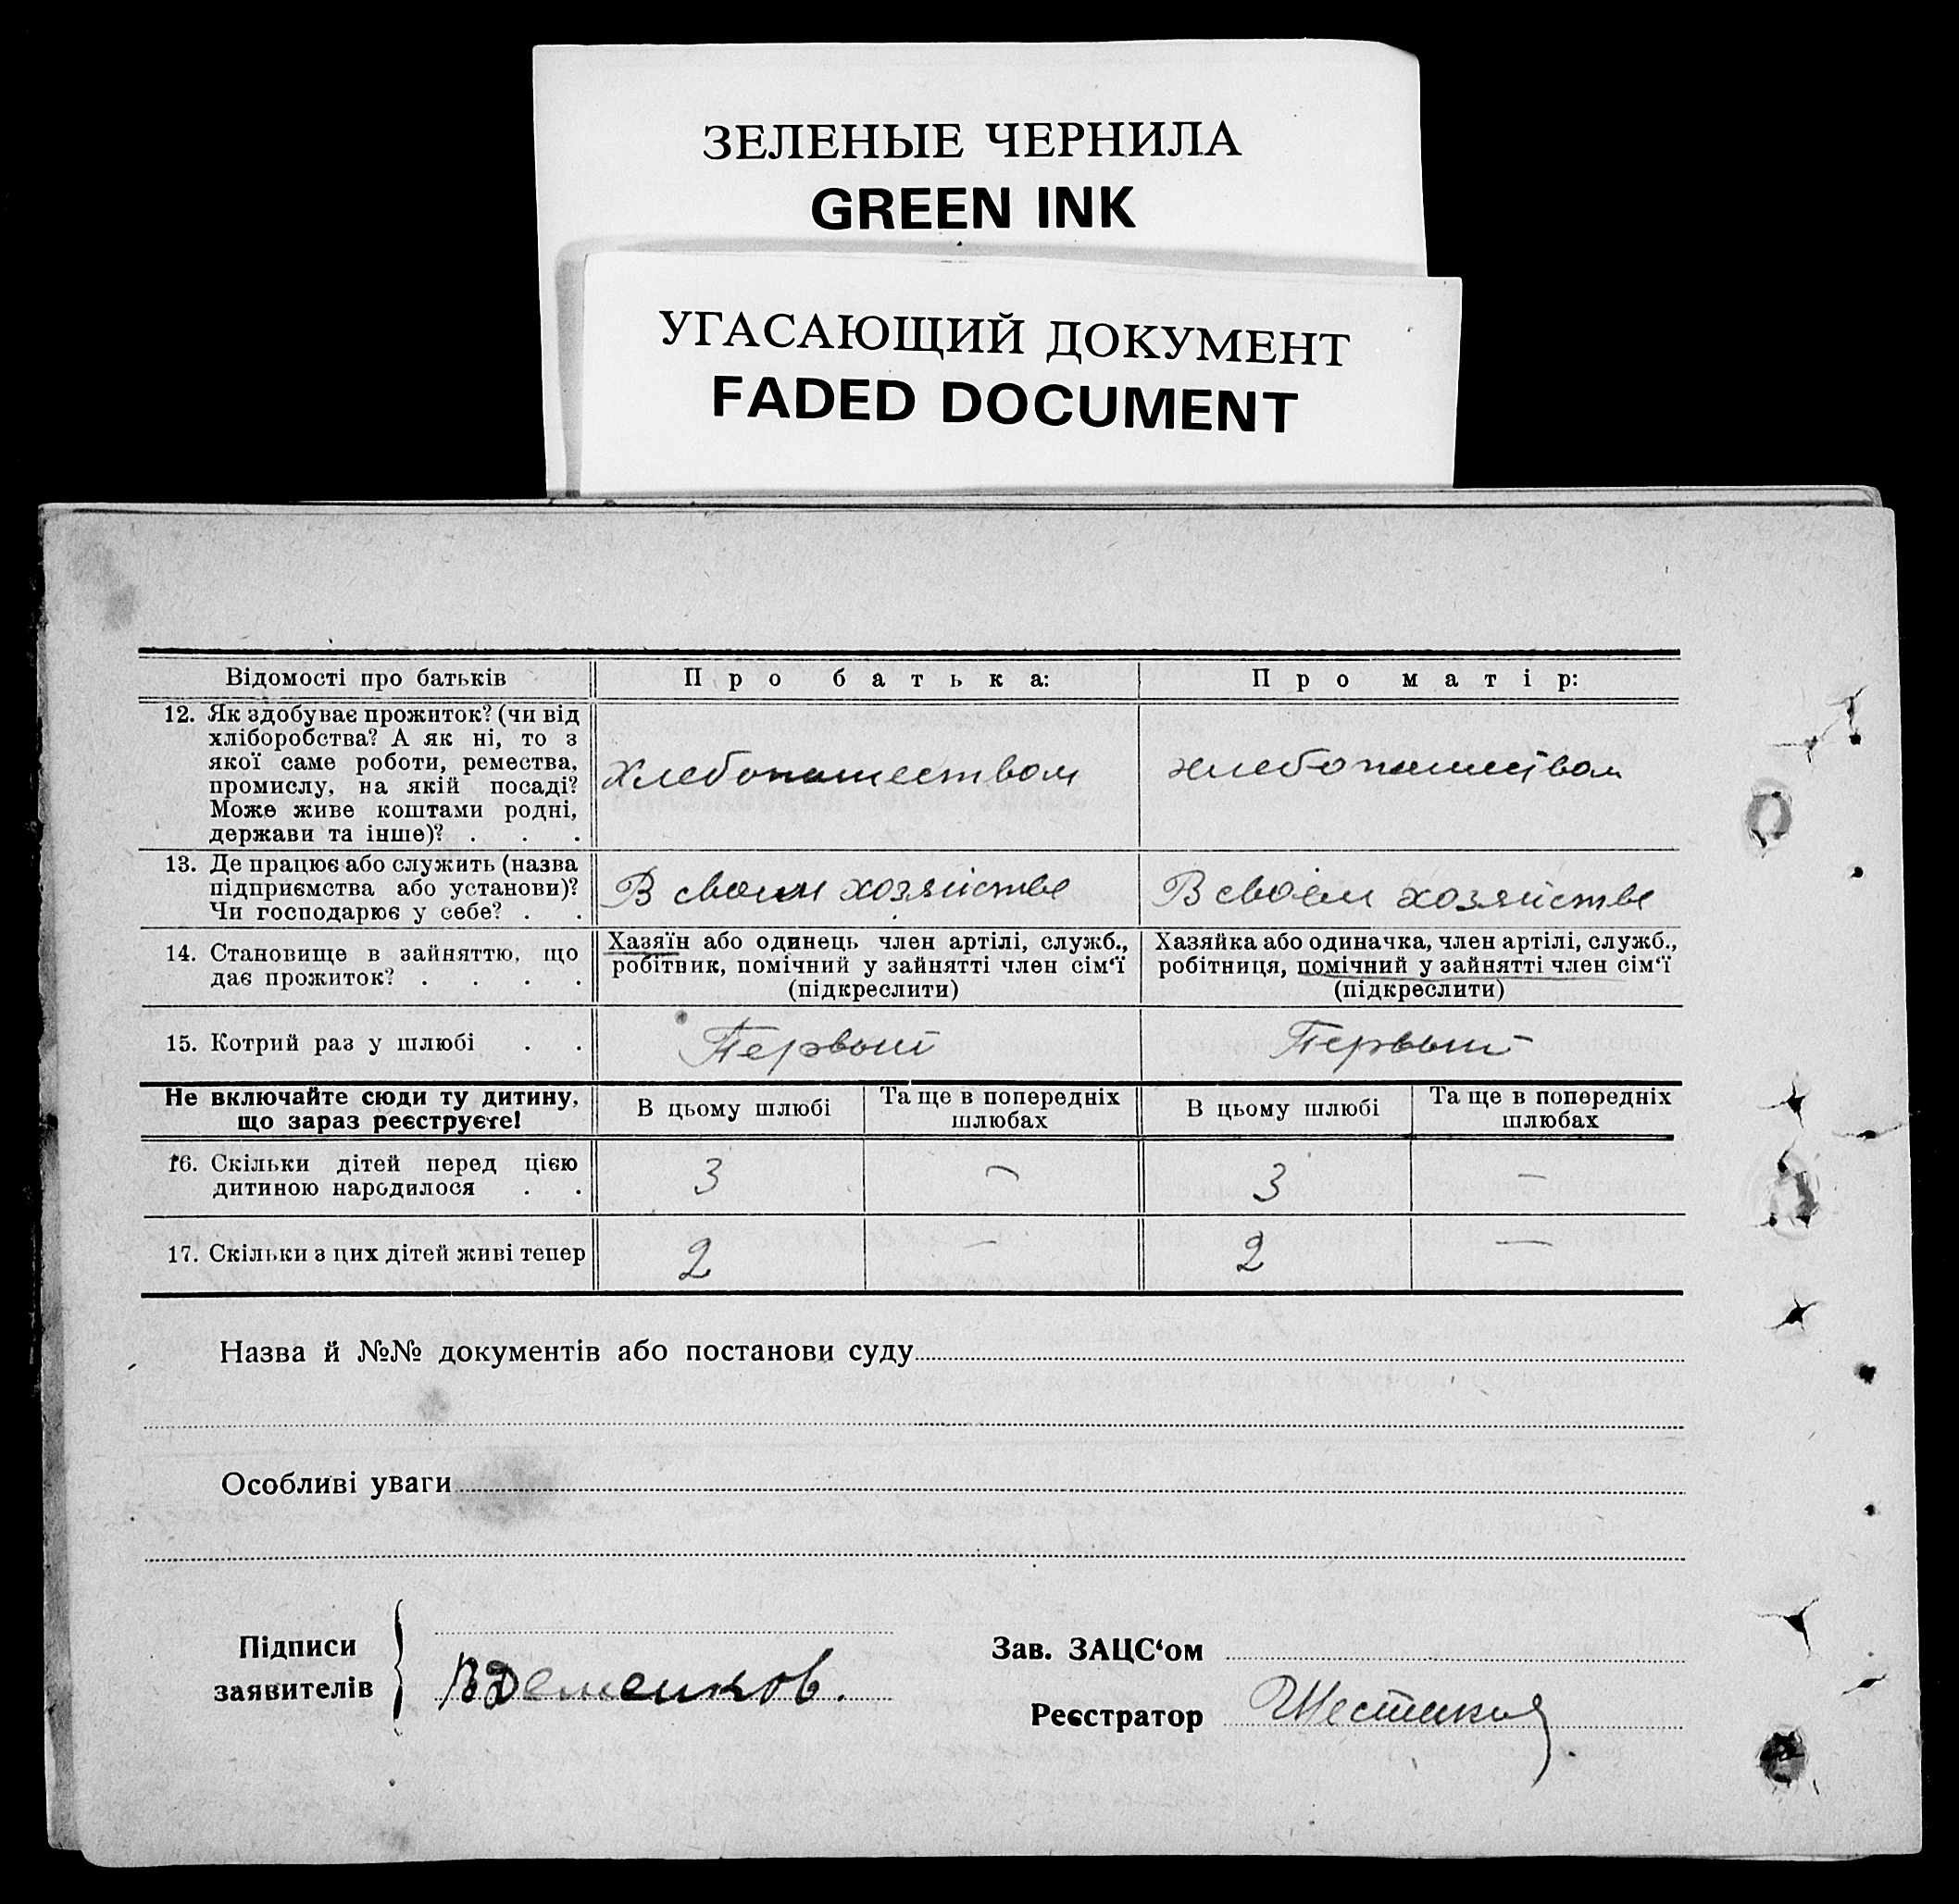 ЗЕЛЕНЫЕ ЧЕРНИЛА
GREEN INK
УГАСАЮЩИЙ ДОКУМЕНТ
FADED DOCUMENT
Відомості про батьків
Про батька:
Про матір:
12. Як здобуває прожиток? (чи від
хліборобства? А як ні, то з
якої саме роботи, ремества,
промислу, на якій посаді?
Може живе коштами родні,
держави та інше)? . . .
Хлебопашеством
хлебопашеством
13. Де працює або служить (назва
підприємства або установи)?
Чи господарює у себе? . .
В своем хозяйстве
В своем хозяйстве
14. Становище в зайняттю, що
дає прожиток? . . . .
Хазяїн або одинець член артілі, служб.,
робітвик, помічний у зайнятті член сім‘ї
(підкреслити)
Хазяйка або одиначка, член артілі, служб.,
робітниця, помічний у зайнятті член сім‘ї
(підкреслити)
15. Котрий раз у шлюбі . .
Первый
Первый
Не включайте сюди ту дитину,
що зараз реєструєте!
В цьому шлюбі
Та ще в попередніх
шлюбах
В цьому шлюбі
Та ще в попередніх
шлюбах
16. Скільки дітей перед цією
дитиною народилося . .
3
—
3
—
17. Скільки з цих дітей живі тепер
2
—
2
—
Назва й №№ документів або постанови суду
Особливі уваги
Підписи
заявителів
Зав. ЗАЦС‘ом
Реєстратор